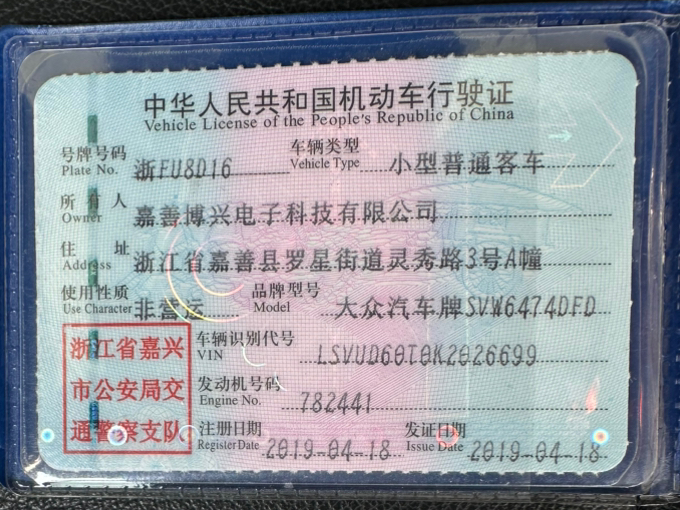 中华人民共和国机动车行驶证
Vehicle License of the People's Republic of China
号牌号码 浙FU8D16 车辆类型 小型普通客车
Plate No. Vehicle Type
所有人 嘉善博兴电子科技有限公司
Owner
住址 浙江省嘉善县罗星街道灵秀路3号A幢
Address
使用性质 非营运 品牌型号 大众汽车牌SVW6474DFD
Use Character Model
浙江省嘉兴
市公安局交
通警察支队
车辆识别代号 LSVUD60T0K2026699
VIN
发动机号码 782441
Engine No.
注册日期 2019-04-18 发证日期 2019-04-18
Register Date Issue Date